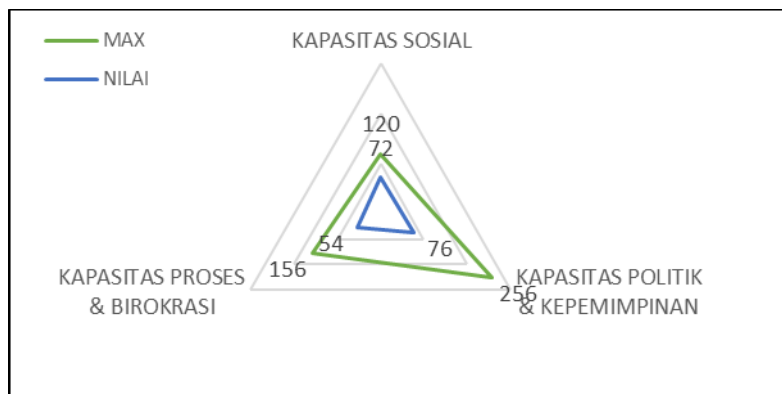 MAX
NILAI
KAPASITAS SOSIAL
120
72
54
76
156
256
KAPASITAS PROSES
& BIROKRASI
KAPASITAS POLITIK
& KEPEMIMPINAN